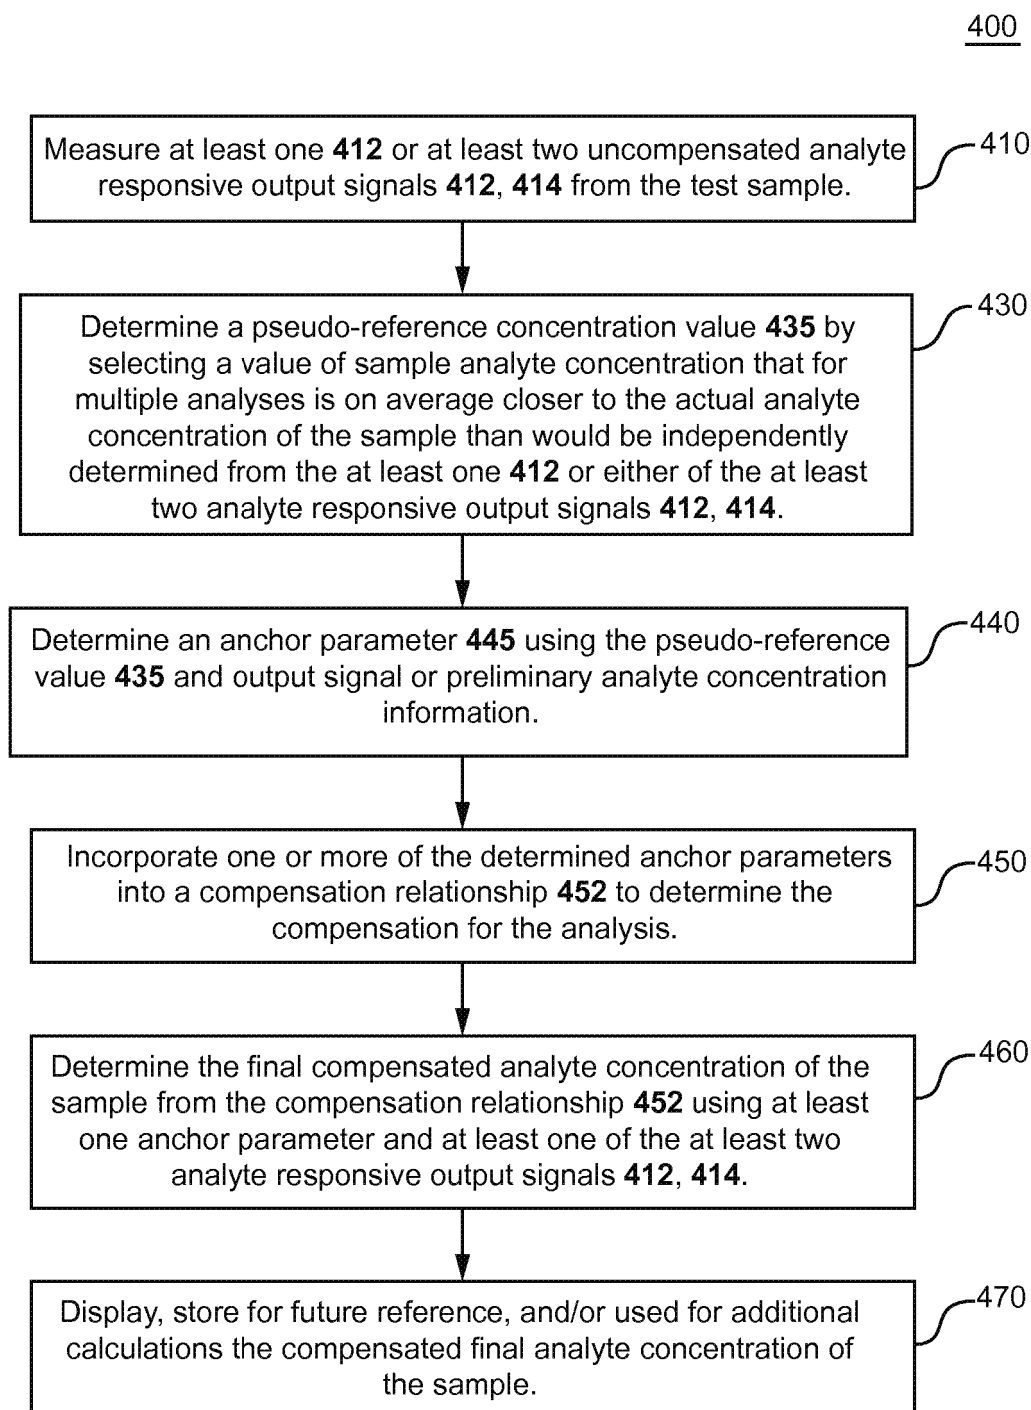 400
Measure at least one 412 or at least two uncompensated analyte
responsive output signals 412, 414 from the test sample.
410
Determine a pseudo-reference concentration value 435 by
selecting a value of sample analyte concentration that for
multiple analyses is on average closer to the actual analyte
concentration of the sample than would be independently
determined from the at least one 412 or either of the at least
two analyte responsive output signals 412, 414.
430
Determine an anchor parameter 445 using the pseudo-reference
value 435 and output signal or preliminary analyte concentration
information.
440
Incorporate one or more of the determined anchor parameters
into a compensation relationship 452 to determine the
compensation for the analysis.
450
Determine the final compensated analyte concentration of the
sample from the compensation relationship 452 using at least
one anchor parameter and at least one of the at least two
analyte responsive output signals 412, 414.
460
Display, store for future reference, and/or used for additional
calculations the compensated final analyte concentration of
the sample.
470